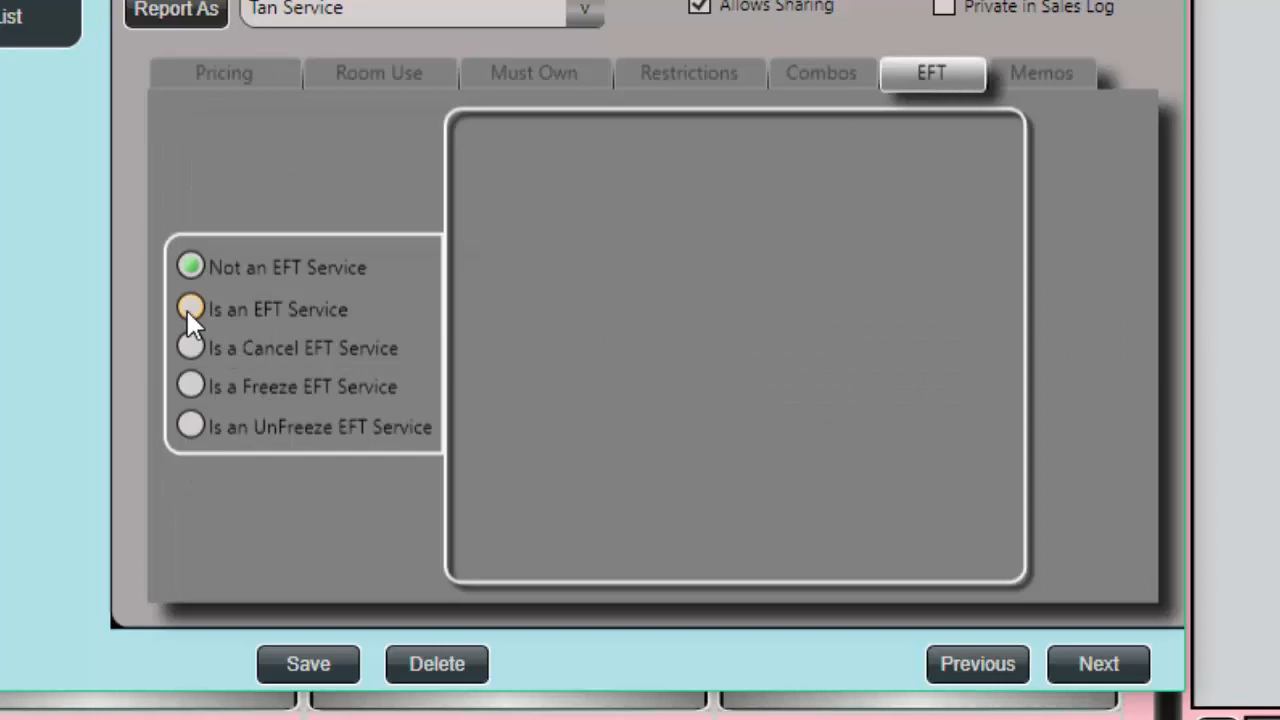 ist
Report As
Tan Service
v
Allows Sharing
Private in Sales Log
Pricing
Room Use
Must Own
Restrictions
Combos
EFT
Memos
Not an EFT Service
Is an EFT Service
Is a Cancel EFT Service
Is a Freeze EFT Service
Is an UnFreeze EFT Service
Save
Delete
Previous
Next